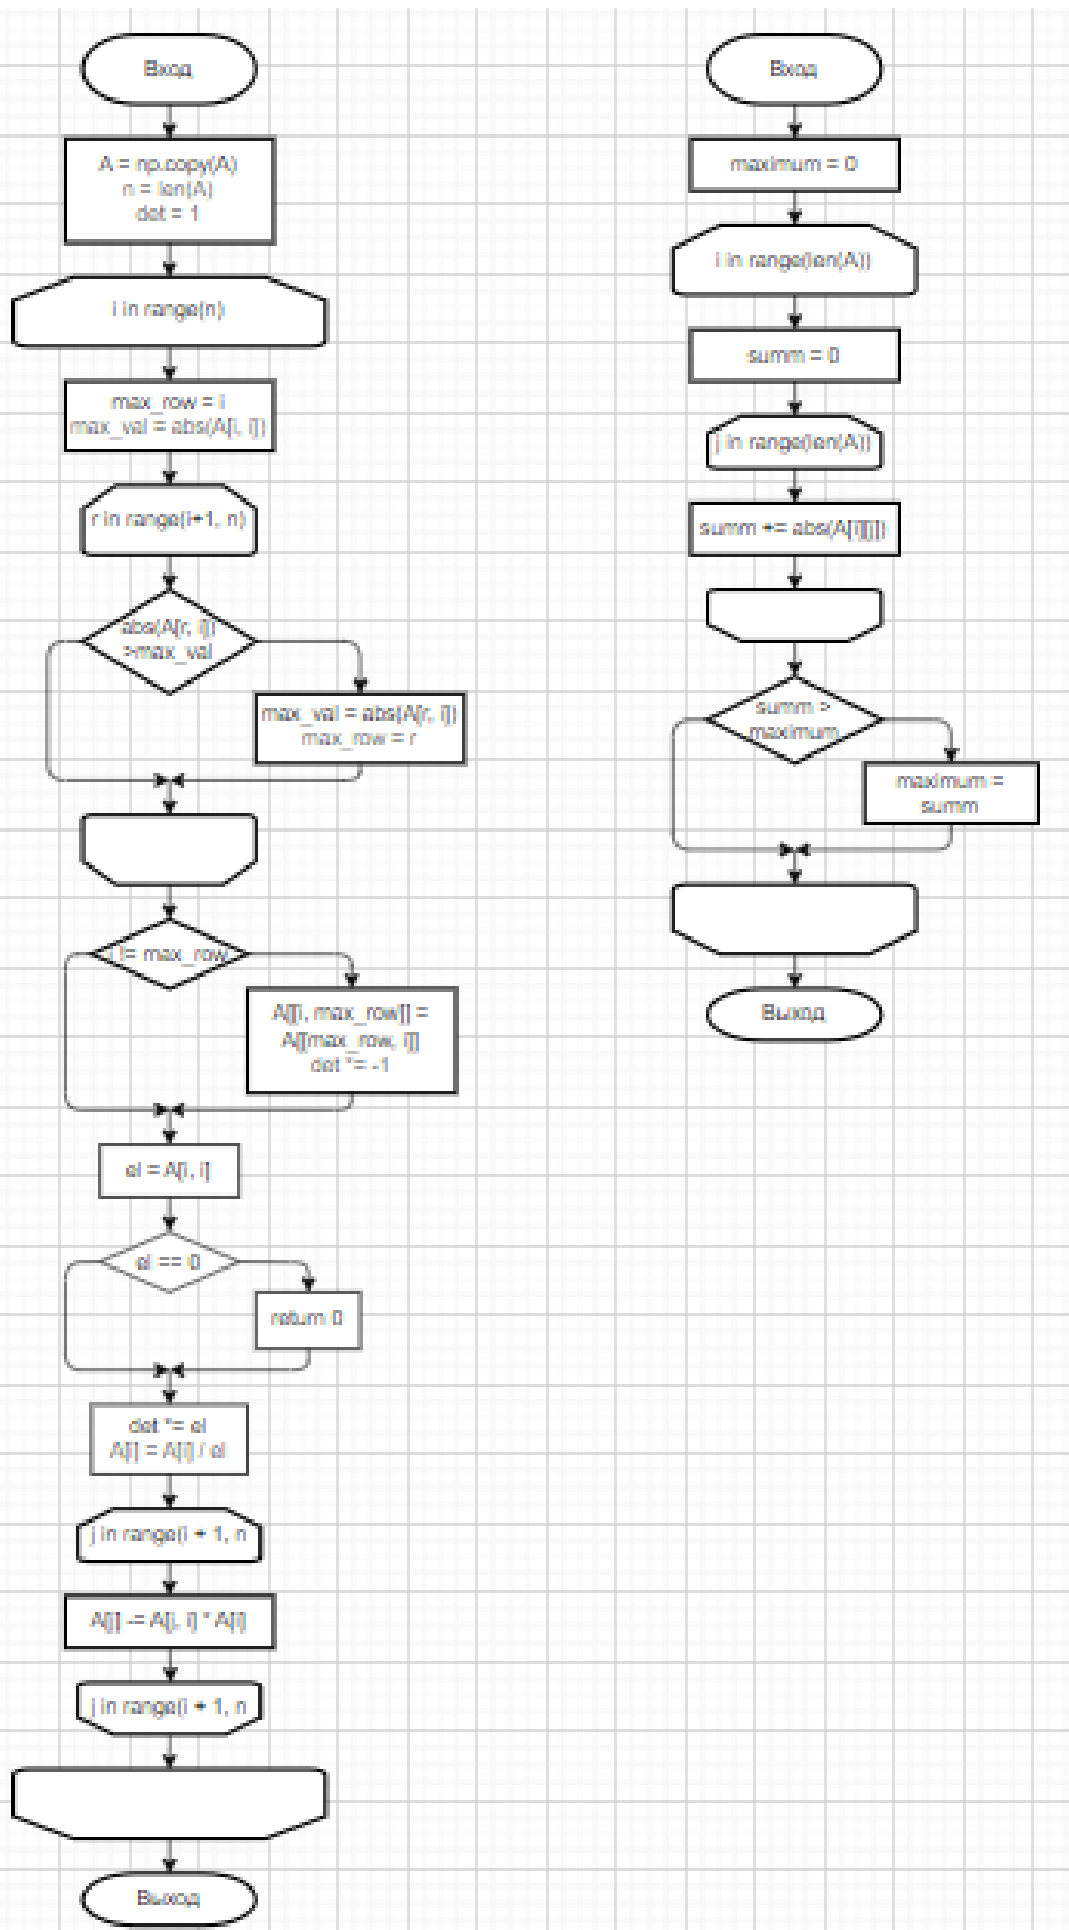 Вход
A = np.copy(A)
n = len(A)
det = 1
i in range(n)
max_row = i
max_val = abs(A[i, i])
r in range(i+1, n)
abs(A[r, i])
>max_val
max_val = abs(A[r, i])
max_row = r
!= max_row
A[[i, max_row]] =
A[[max_row, i]]
det *= -1
el = A[i, i]
el == 0
return 0
det *= el
A[i] = A[i] / el
j in range(i + 1, n
A[j] -= A[j, i] * A[i]
j in range(i + 1, n
Выход
Вход
maximum = 0
i in range(len(A))
summ = 0
j in range(len(A))
summ += abs(A[i][j])
summ >
maximum
maximum =
summ
Выход